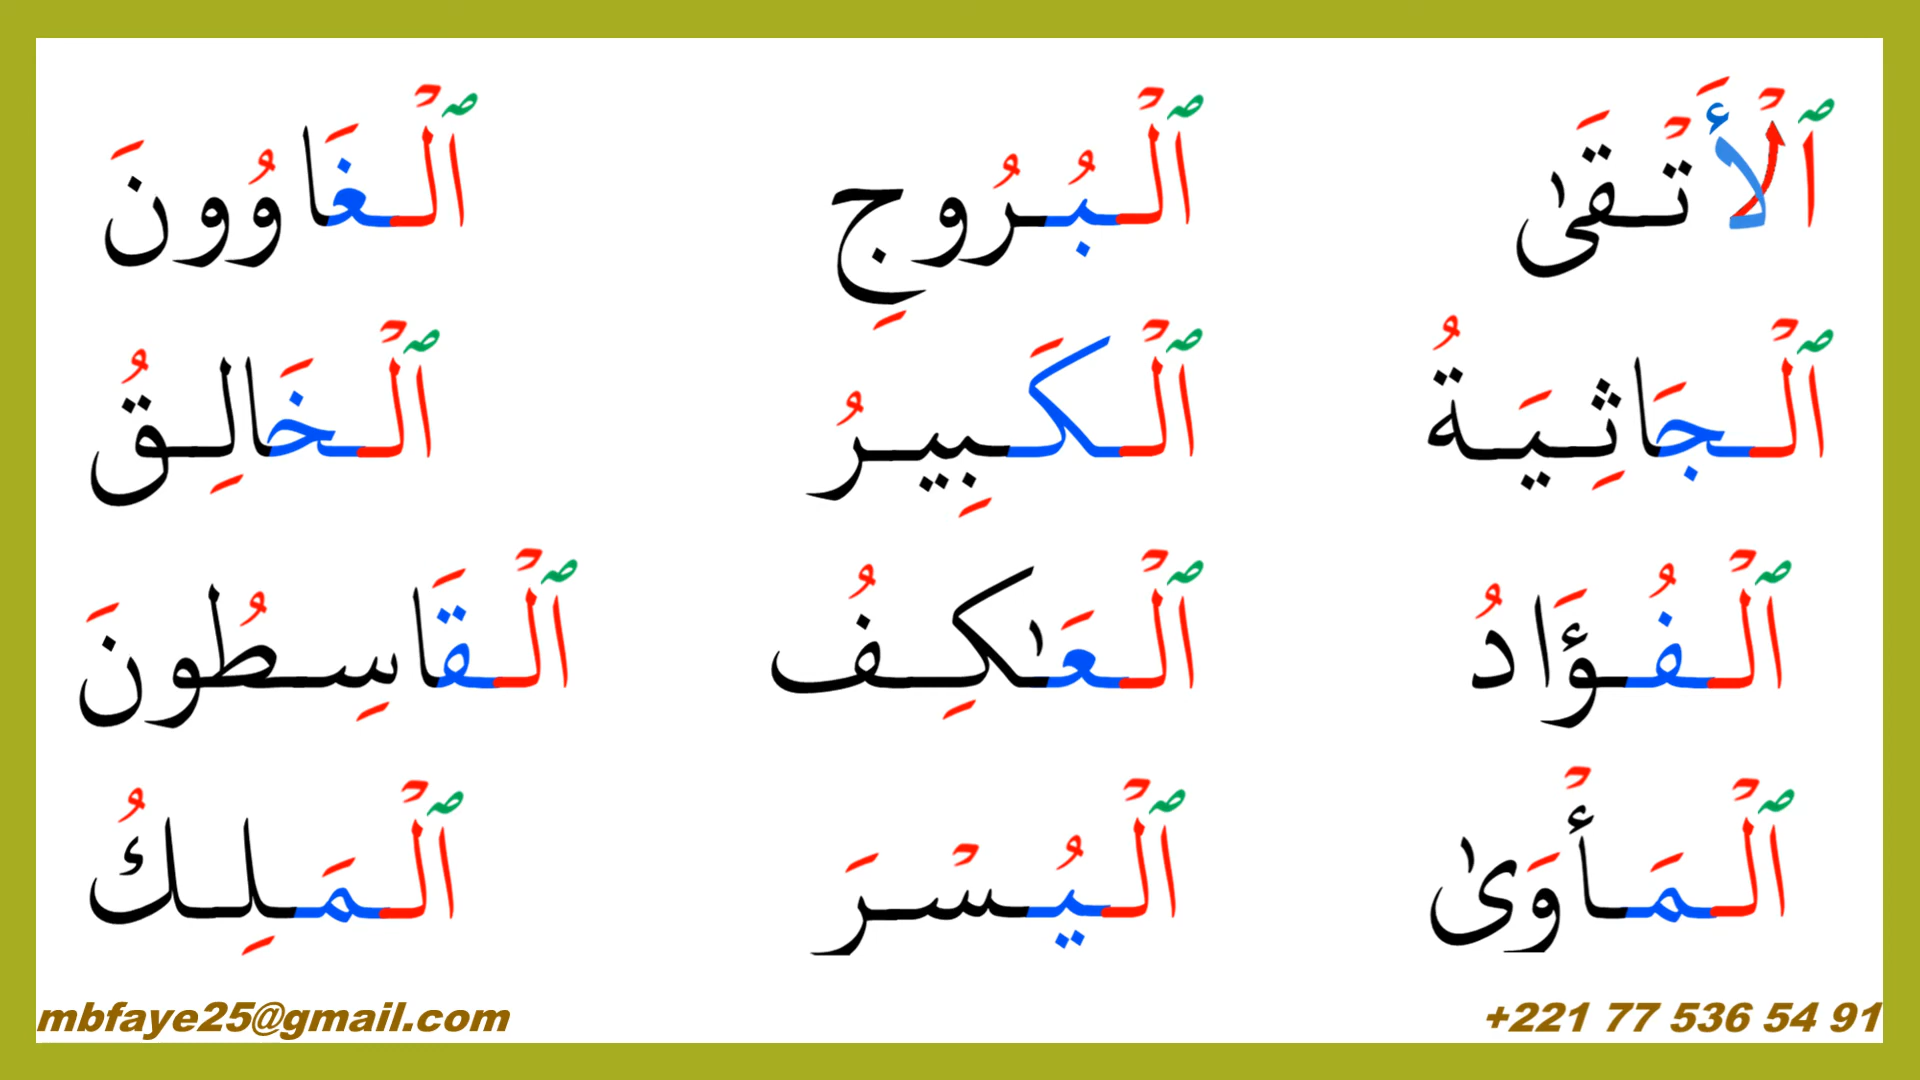 ٱلْأَتْقَىٰ ٱلْبُرُوجِ ٱلْغَاوُونَ
ٱلْجَاثِيَةُ ٱلْكَبِيرُ ٱلْخَالِقُ
ٱلْفُؤَادُ ٱلْعَٰكِفُ ٱلْقَاسِطُونَ
ٱلْمَأْوَىٰ ٱلْيُسْرَ ٱلْمَلِكُ
mbfaye25@gmail.com +221 77 536 54 91